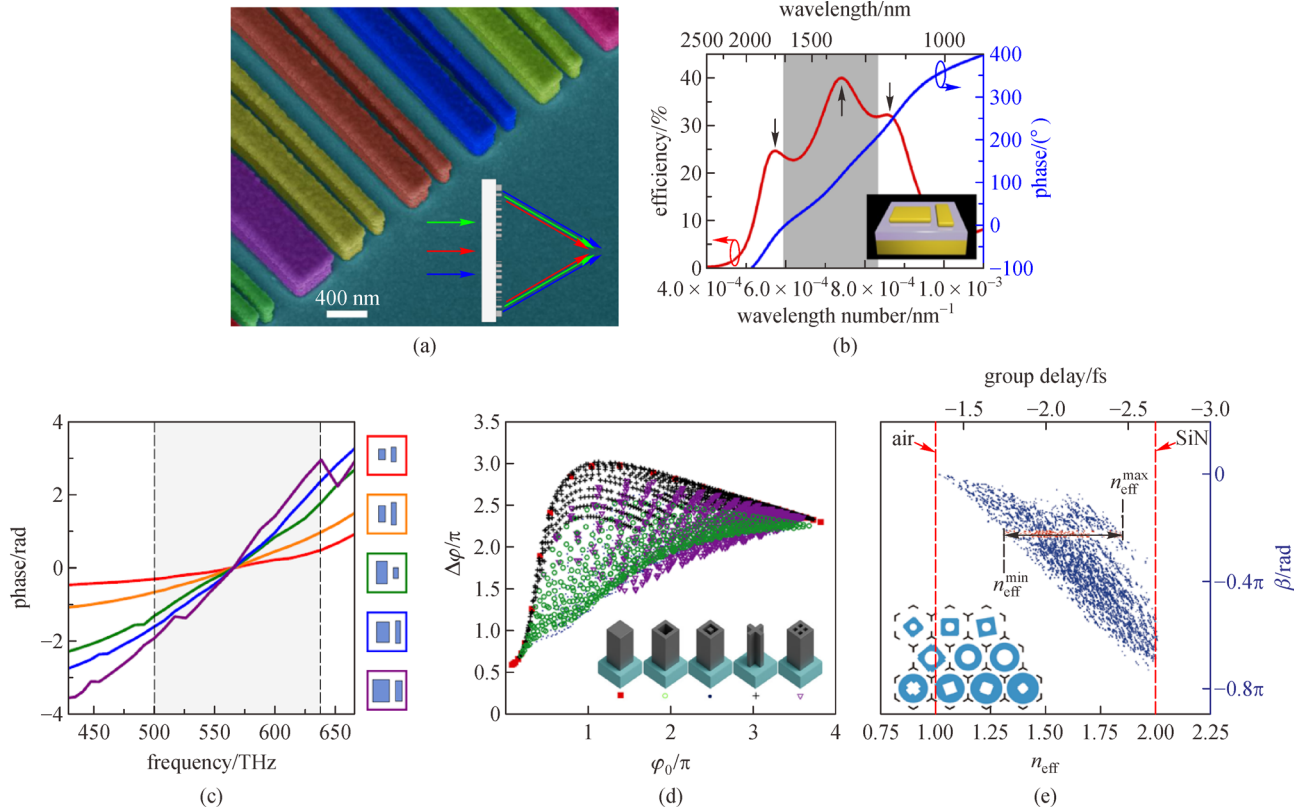 400 nm
(a)
wavelength/nm
2500 2000 1500 1000
efficiency/%
40
30
20
10
0
400
300
200
100
0
−100
phase/(°)
4.0 × 10⁻⁴ 6.0 × 10⁻⁴ 8.0 × 10⁻⁴ 1.0 × 10⁻³
wavelength number/nm⁻¹
(b)
phase/rad
4
2
0
−2
−4
450 500 550 600 650
frequency/THz
(c)
Δφ/π
3.5
3.0
2.5
2.0
1.5
1.0
0.5
0
1 2 3 4
φ₀/π
(d)
group delay/fs
−1.5 −2.0 −2.5 −3.0
air
SiN
n_eff^max
n_eff^min
0
−0.4π
−0.8π
β/rad
0.75 1.00 1.25 1.50 1.75 2.00 2.25
n_eff
(e)